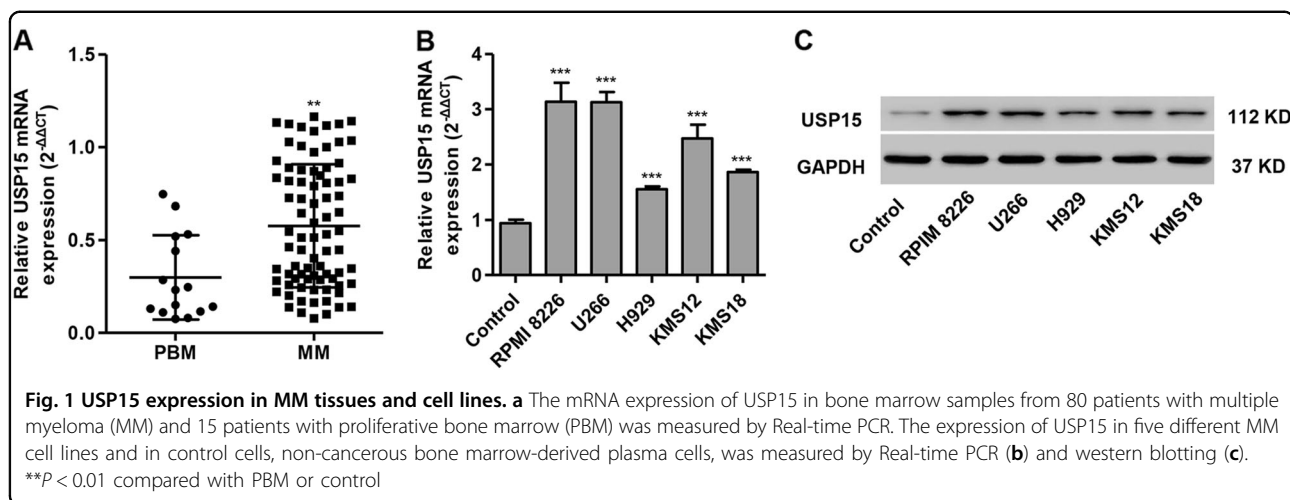 A
Relative USP15 mRNA
expression (2-ΔΔCT)
1.5
1.0
0.5
0.0
**
PBM
MM
B
Relative USP15 mRNA
expression (2-ΔΔCT)
4
3
2
1
0
***
***
***
***
***
Control
RPMI 8226
U266
H929
KMS12
KMS18
C
USP15
112 KD
GAPDH
37 KD
Control
RPIM 8226
U266
H929
KMS12
KMS18
Fig. 1 USP15 expression in MM tissues and cell lines. a The mRNA expression of USP15 in bone marrow samples from 80 patients with multiple
myeloma (MM) and 15 patients with proliferative bone marrow (PBM) was measured by Real-time PCR. The expression of USP15 in five different MM
cell lines and in control cells, non-cancerous bone marrow-derived plasma cells, was measured by Real-time PCR (b) and western blotting (c).
**P < 0.01 compared with PBM or control